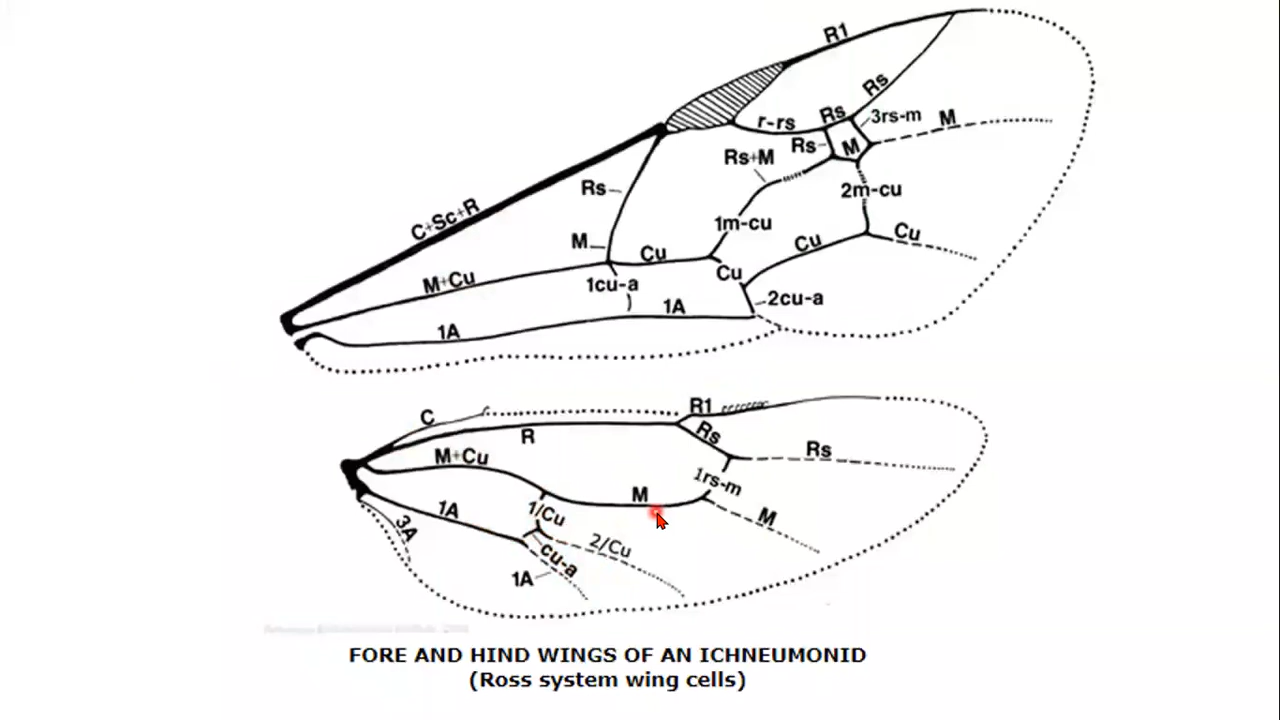 R1
Rs
r-rs
Rs
3rs-m
M
Rs
M
Rs+M
Rs
2m-cu
C+Sc+R
1m-cu
M
Cu
Cu
Cu
M+Cu
Cu
1cu-a
2cu-a
1A
1A
C
R1
R
Rs
Rs
M+Cu
1rs-m
M
M
1A
1/Cu
3A
2/Cu
cu-a
1A
FORE AND HIND WINGS OF AN ICHNEUMONID
(Ross system wing cells)